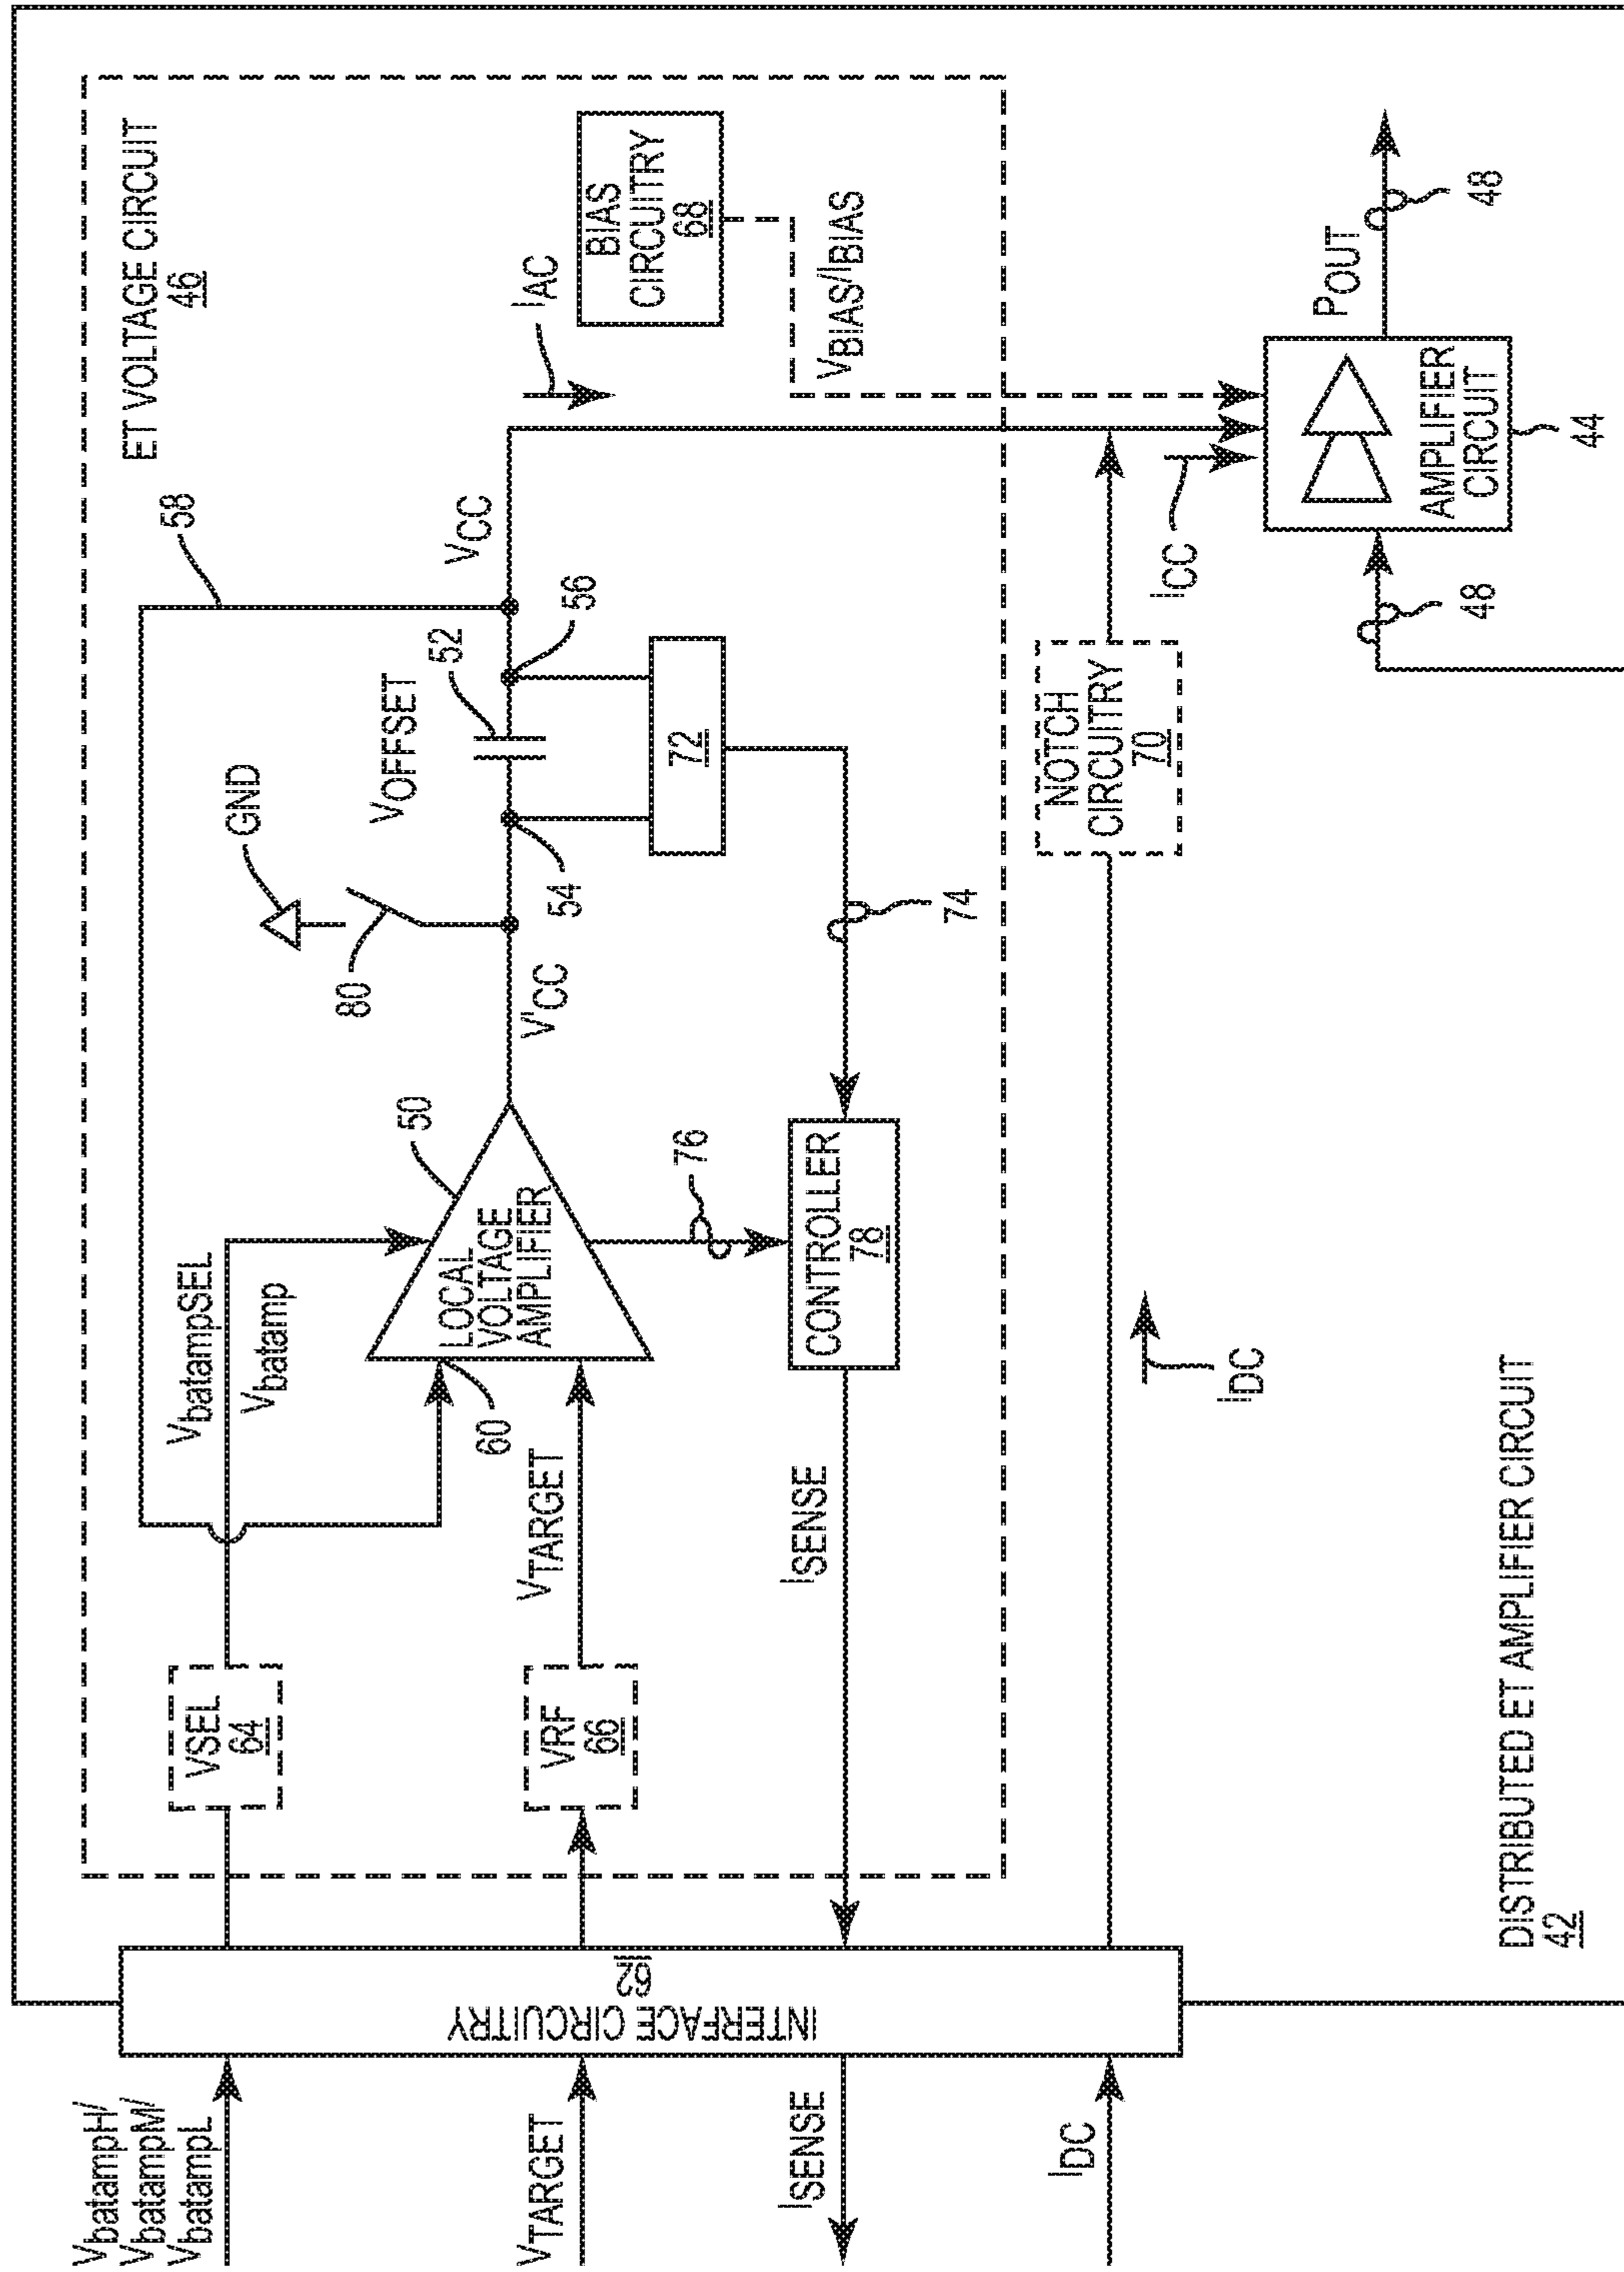 ET VOLTAGE CIRCUIT
46
58
GND
80
VOFFSET
52
VCC
56
54
V'CC
72
74
IAC
BIAS
CIRCUITRY
68
VBIAS/IBIAS
VbatampSEL
Vbatamp
50
LOCAL
VOLTAGE
AMPLIFIER
60
76
CONTROLLER
78
VSEL
64
VRF
66
VTARGET
ISENSE
INTERFACE CIRCUITRY
62
VbatampH/
VbatampM/
VbatampL
VTARGET
ISENSE
IDC
IDC
NOTCH
CIRCUITRY
70
ICC
AMPLIFIER
CIRCUIT
44
POUT
48
48
DISTRIBUTED ET AMPLIFIER CIRCUIT
42